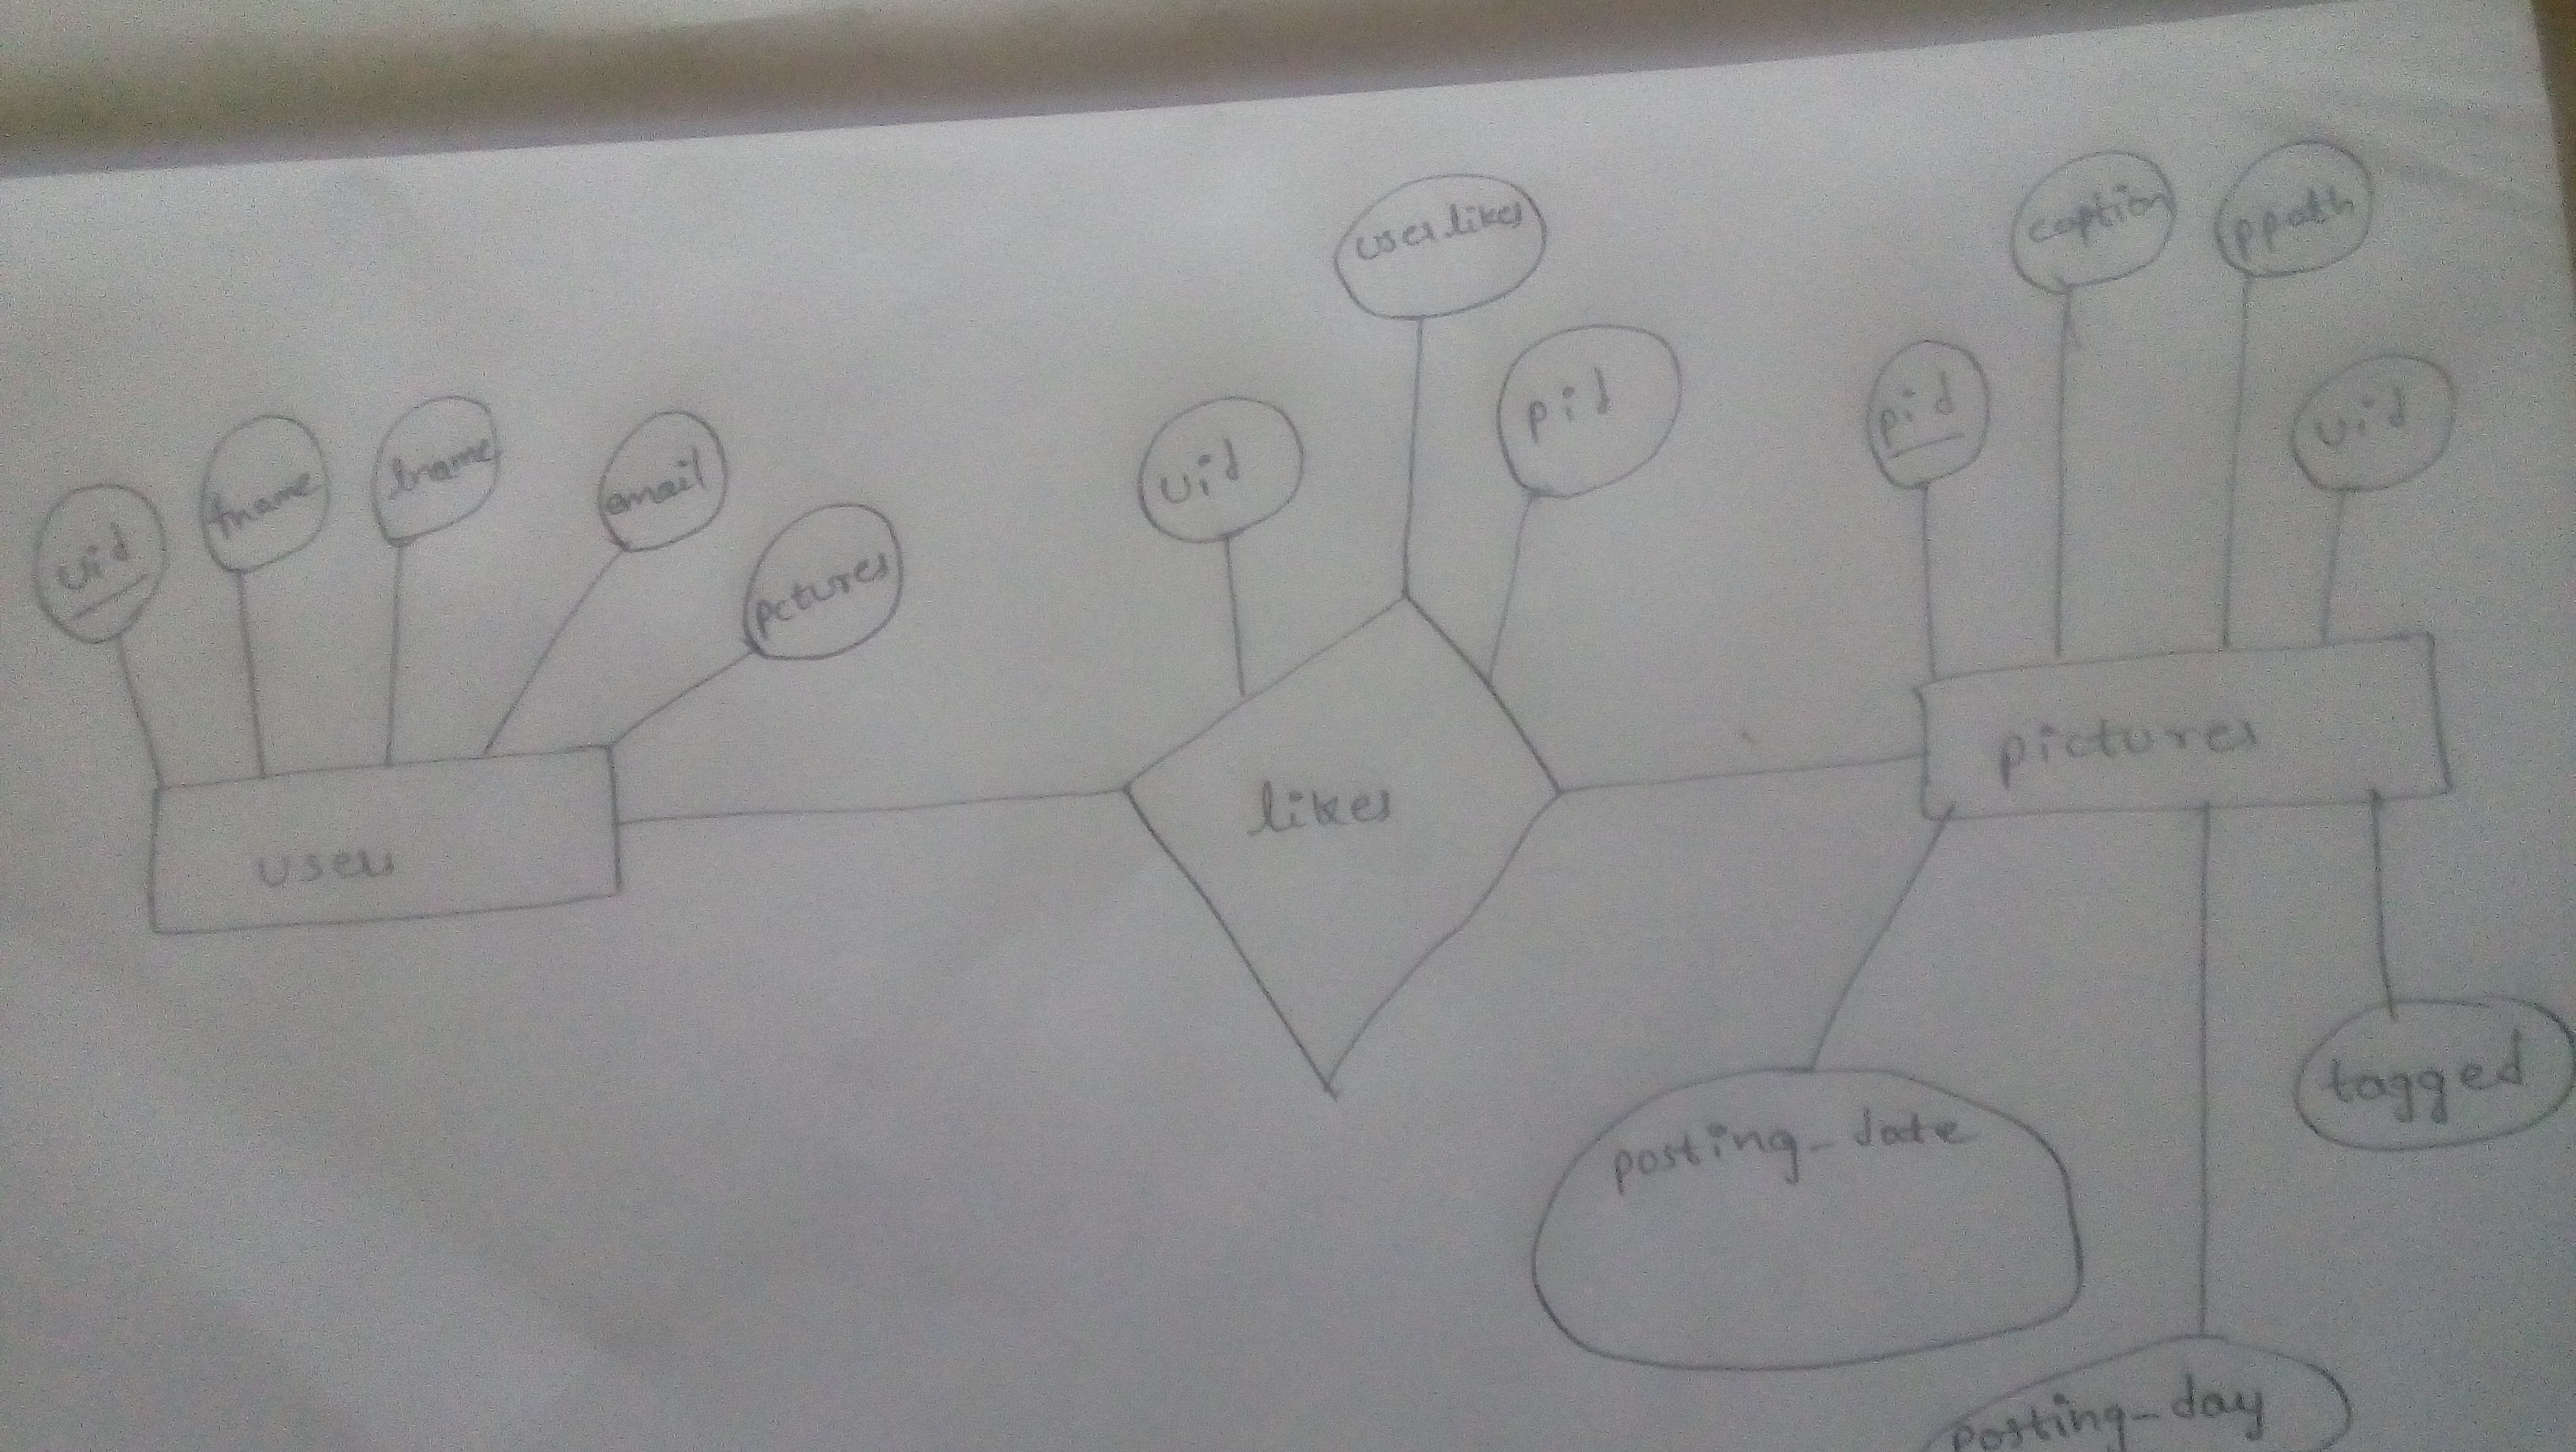 uid
fname
lname
email
pctures
user
uid
userlikes
pid
likes
pid
caption
ppath
uid
pictures
posting-date
posting-day
tagged